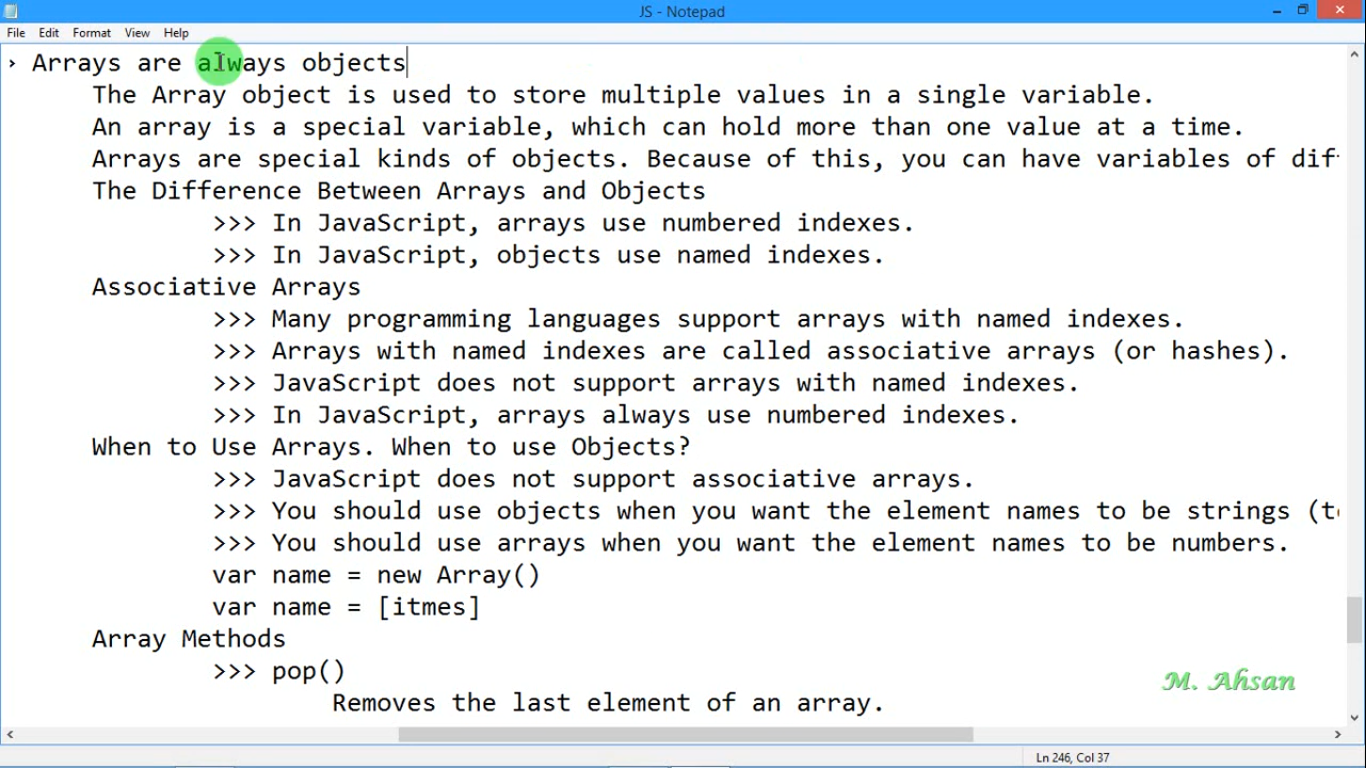 JS - Notepad
File Edit Format View Help
> Arrays are always objects
The Array object is used to store multiple values in a single variable.
An array is a special variable, which can hold more than one value at a time.
Arrays are special kinds of objects. Because of this, you can have variables of dif
The Difference Between Arrays and Objects
>>> In JavaScript, arrays use numbered indexes.
>>> In JavaScript, objects use named indexes.
Associative Arrays
>>> Many programming languages support arrays with named indexes.
>>> Arrays with named indexes are called associative arrays (or hashes).
>>> JavaScript does not support arrays with named indexes.
>>> In JavaScript, arrays always use numbered indexes.
When to Use Arrays. When to use Objects?
>>> JavaScript does not support associative arrays.
>>> You should use objects when you want the element names to be strings (t
>>> You should use arrays when you want the element names to be numbers.
var name = new Array()
var name = [itmes]
Array Methods
>>> pop()
M. Ahsan
Removes the last element of an array.
Ln 246, Col 37